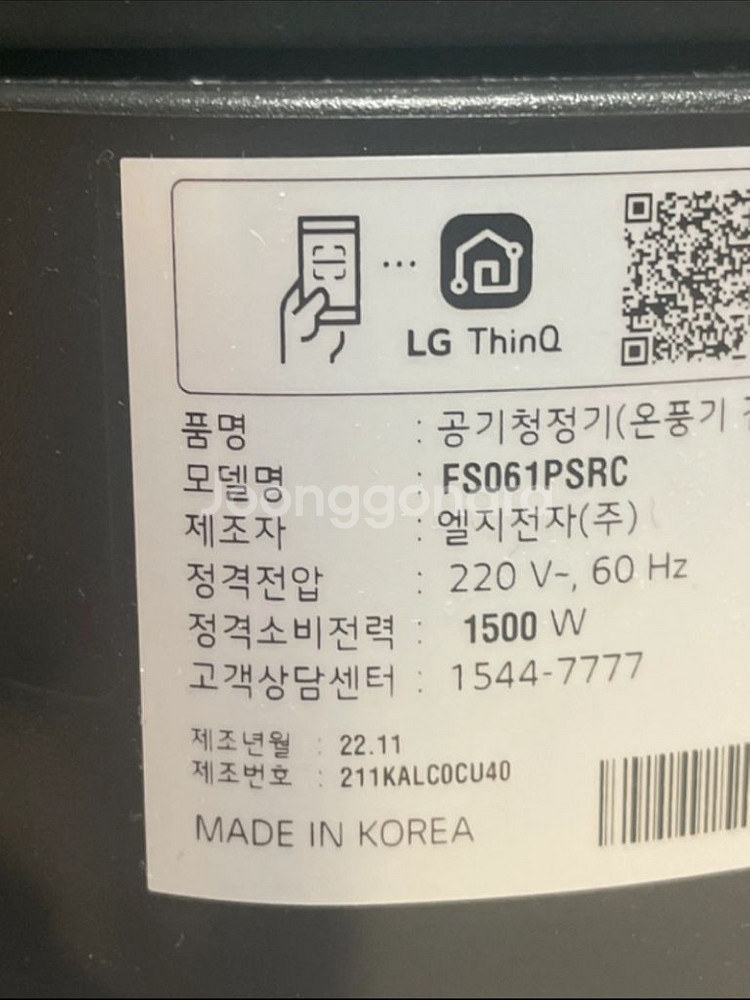 LG ThinQ
품명 : 공기청정기(온풍기
모델명 : FS061PSRC
제조자 : 엘지전자(주)
정격전압 : 220 V~, 60 Hz
정격소비전력 : 1500 W
고객상담센터 : 1544-7777
제조년월 : 22.11
제조번호 : 211KALC0CU40
MADE IN KOREA
Joonggonara